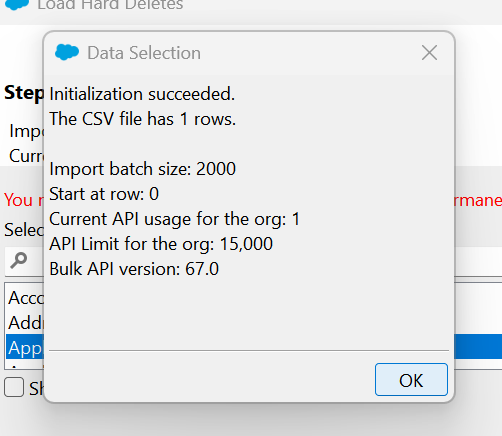 Load Hard Deletes
Data Selection
Step
Initialization succeeded.
The CSV file has 1 rows.
Import batch size: 2000
Start at row: 0
Current API usage for the org: 1
API Limit for the org: 15,000
Bulk API version: 67.0
Impo
Curre
You
rmane
Selec
Acco
Addr
Appl
OK